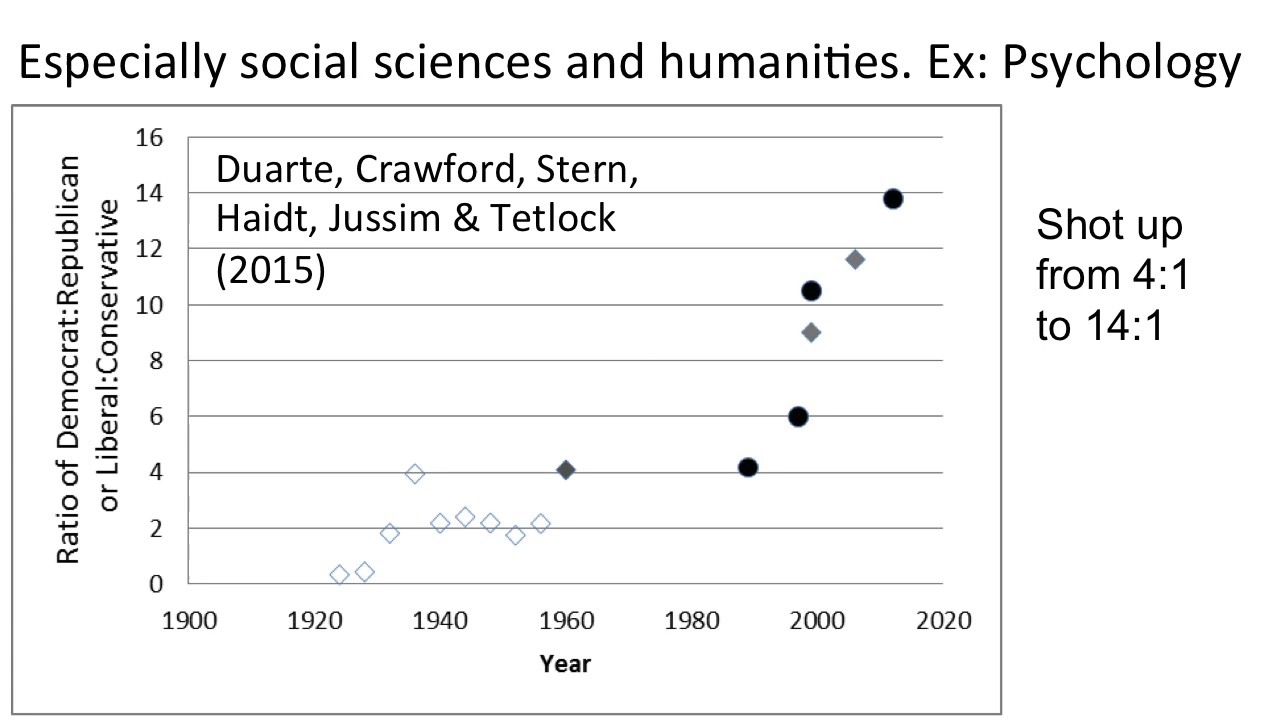 Especially social sciences and humanities. Ex: Psychology
Ratio of Democrat:Republican
or Liberal:Conservative
16
14
12
10
8
6
4
2
0
Duarte, Crawford, Stern,
Haidt, Jussim & Tetlock
(2015)
1900 1920 1940 1960 1980 2000 2020
Year
Shot up
from 4:1
to 14:1